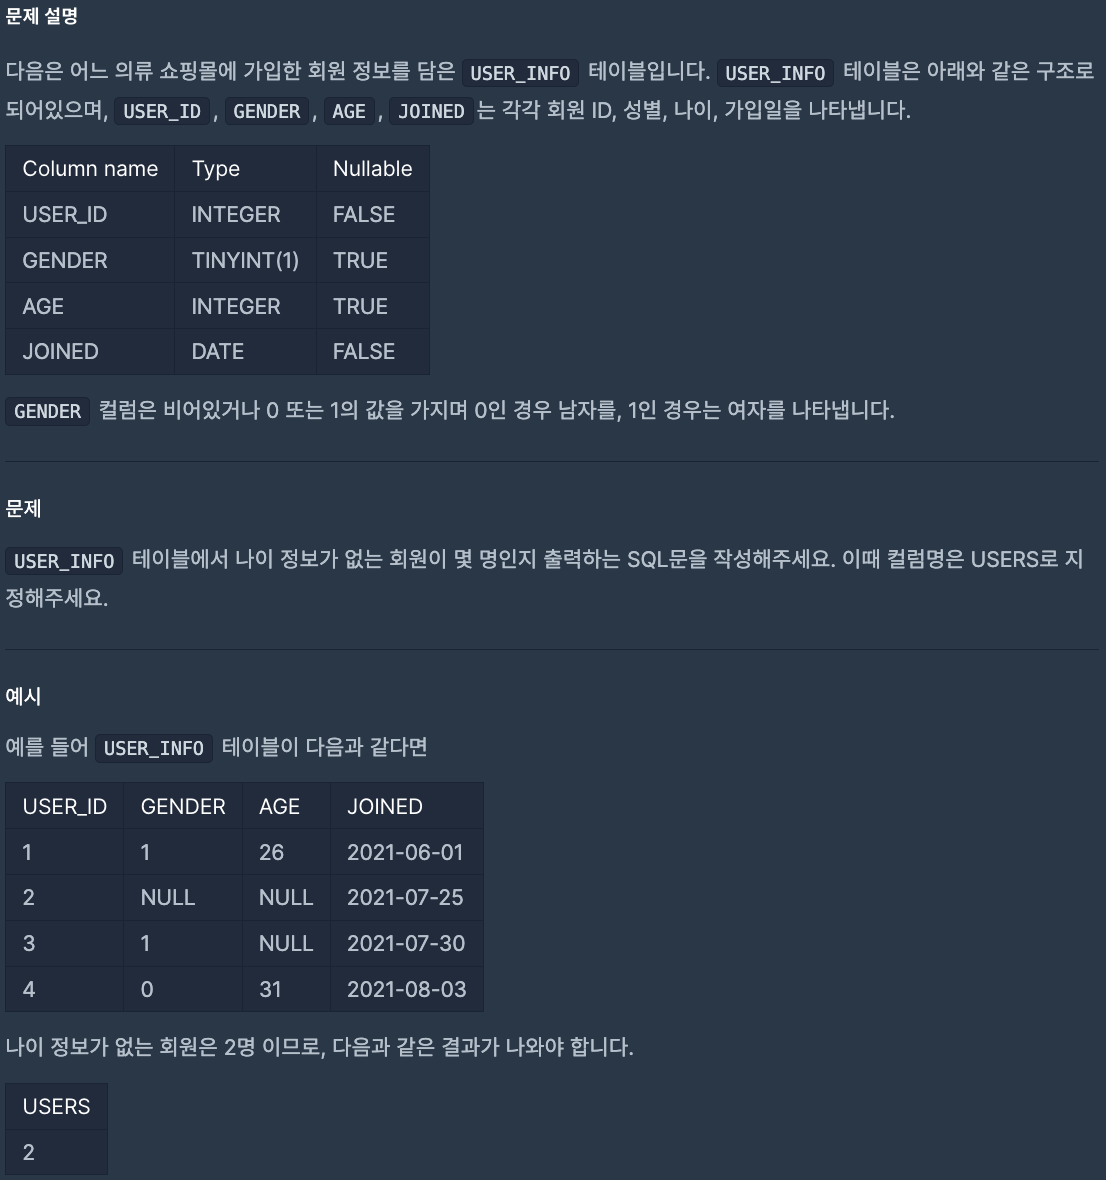 문제 설명
다음은 어느 의류 쇼핑몰에 가입한 회원 정보를 담은 USER_INFO 테이블입니다. USER_INFO 테이블은 아래와 같은 구조로
되어있으며, USER_ID, GENDER, AGE, JOINED는 각각 회원 ID, 성별, 나이, 가입일을 나타냅니다.
Column name Type Nullable
USER_ID INTEGER FALSE
GENDER TINYINT(1) TRUE
AGE INTEGER TRUE
JOINED DATE FALSE
GENDER 컬럼은 비어있거나 0 또는 1의 값을 가지며 0인 경우 남자를, 1인 경우는 여자를 나타냅니다.
문제
USER_INFO 테이블에서 나이 정보가 없는 회원이 몇 명인지 출력하는 SQL문을 작성해주세요. 이때 컬럼명은 USERS로 지
정해주세요.
예시
예를 들어 USER_INFO 테이블이 다음과 같다면
USER_ID GENDER AGE JOINED
1 1 26 2021-06-01
2 NULL NULL 2021-07-25
3 1 NULL 2021-07-30
4 0 31 2021-08-03
나이 정보가 없는 회원은 2명 이므로, 다음과 같은 결과가 나와야 합니다.
USERS
2